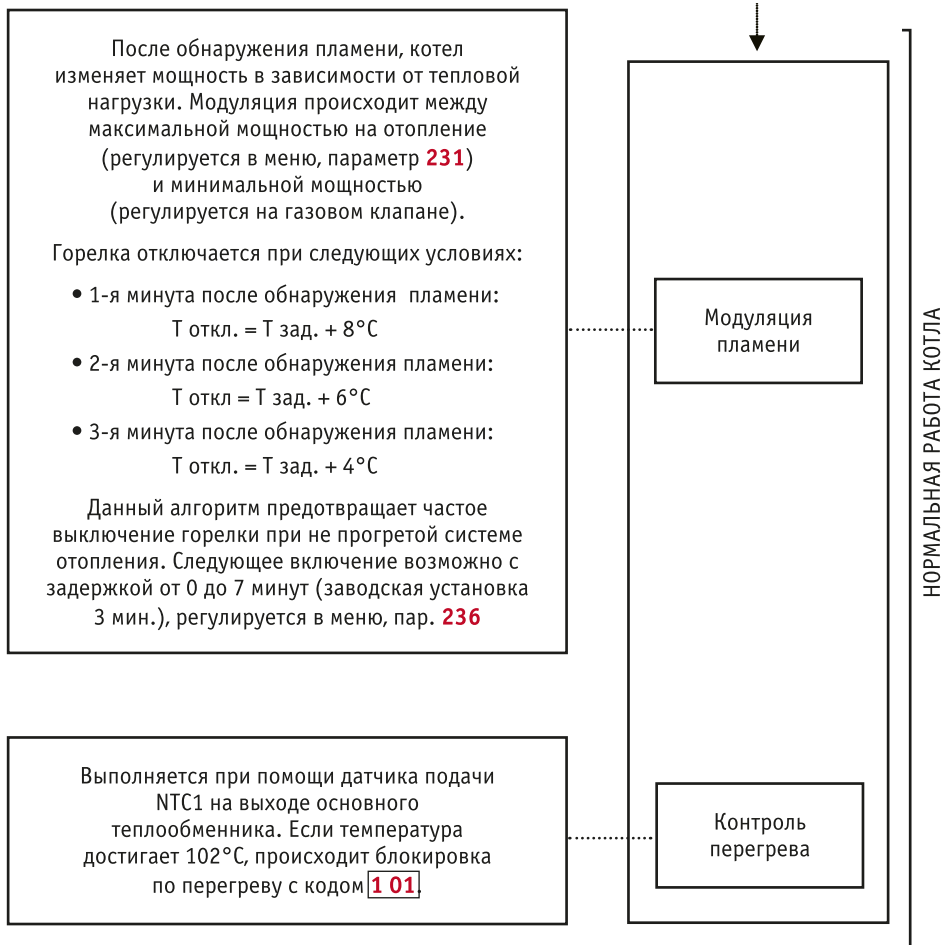 После обнаружения пламени, котел
изменяет мощность в зависимости от тепловой
нагрузки. Модуляция происходит между
максимальной мощностью на отопление
(регулируется в меню, параметр 231)
и минимальной мощностью
(регулируется на газовом клапане).
Горелка отключается при следующих условиях:
• 1-я минута после обнаружения пламени:
Т откл. = Т зад. + 8°C
• 2-я минута после обнаружения пламени:
Т откл = Т зад. + 6°C
• 3-я минута после обнаружения пламени:
Т откл. = Т зад. + 4°C
Данный алгоритм предотвращает частое
выключение горелки при не прогретой системе
отопления. Следующее включение возможно с
задержкой от 0 до 7 минут (заводская установка
3 мин.), регулируется в меню, пар. 236
Модуляция
пламени
Выполняется при помощи датчика подачи
NTC1 на выходе основного
теплообменника. Если температура
достигает 102°C, происходит блокировка
по перегреву с кодом 1 01.
Контроль
перегрева
НОРМАЛЬНАЯ РАБОТА КОТЛА